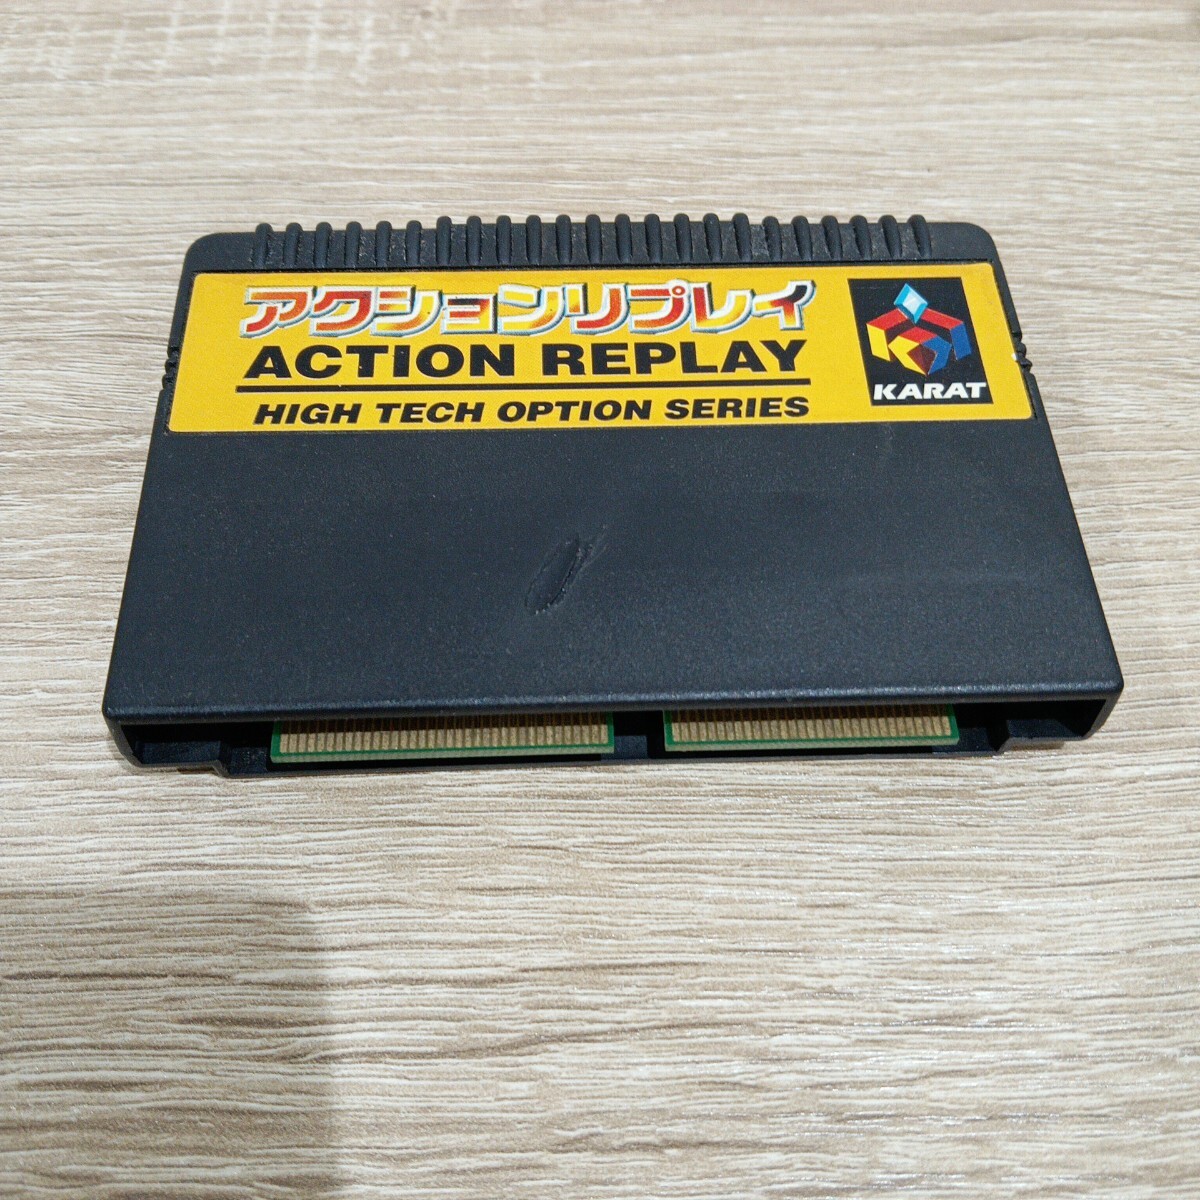 アクションリプレイ
ACTION REPLAY
HIGH TECH OPTION SERIES
KARAT